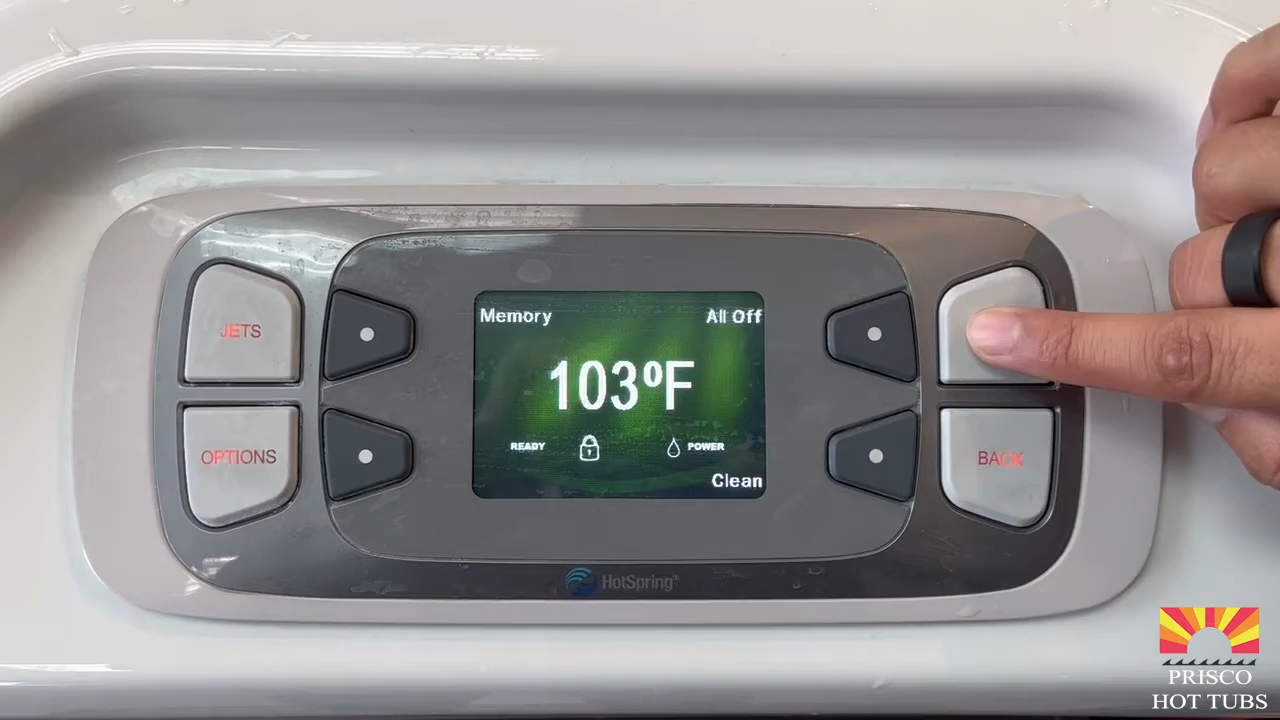 Memory
All Off
JETS
103ºF
READY
POWER
OPTIONS
BACK
Clean
HotSpring®
PRISCO
HOT TUBS